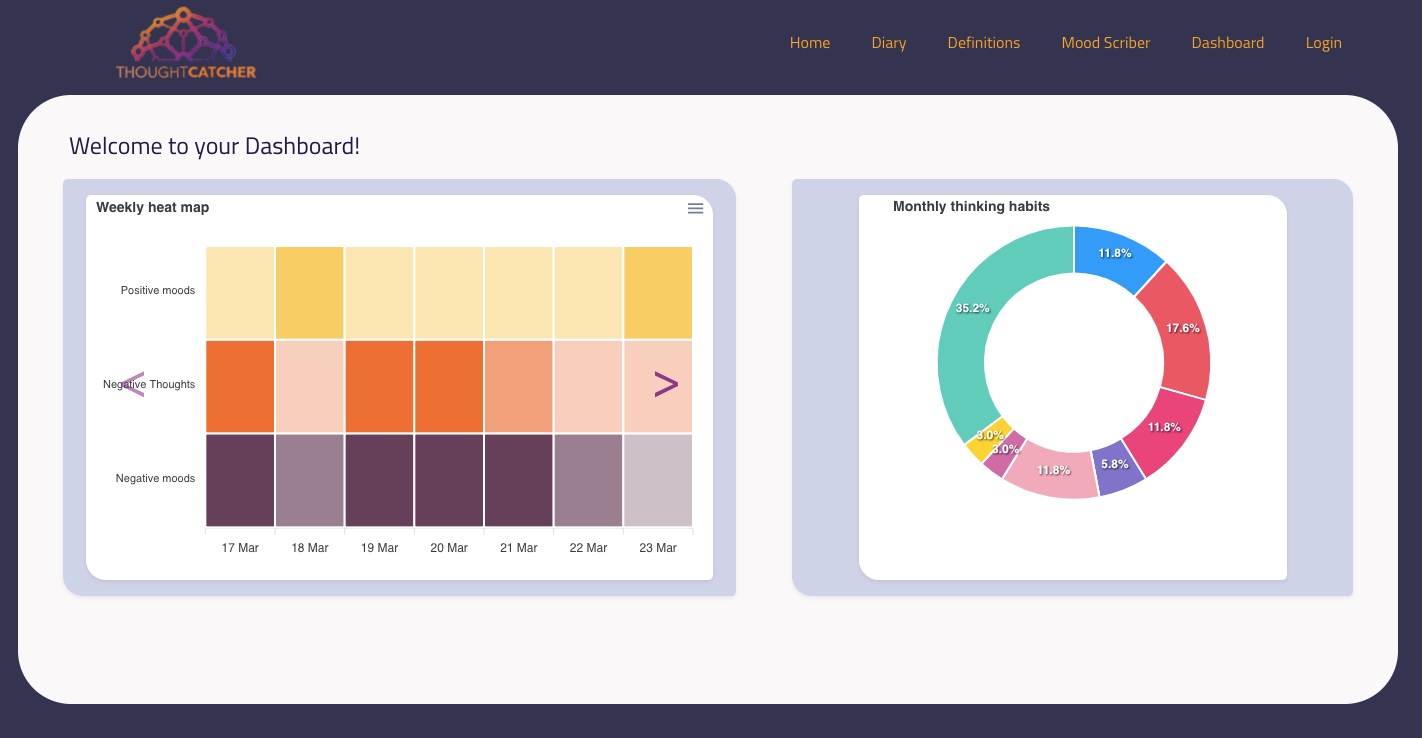 THOUGHTCATCHER
Home Diary Definitions Mood Scriber Dashboard Login
Welcome to your Dashboard!
Weekly heat map
Positive moods
Negative Thoughts
< >
Negative moods
17 Mar 18 Mar 19 Mar 20 Mar 21 Mar 22 Mar 23 Mar
Monthly thinking habits
11.8%
35.2%
17.6%
11.8%
3.0%
3.0%
5.8%
11.8%